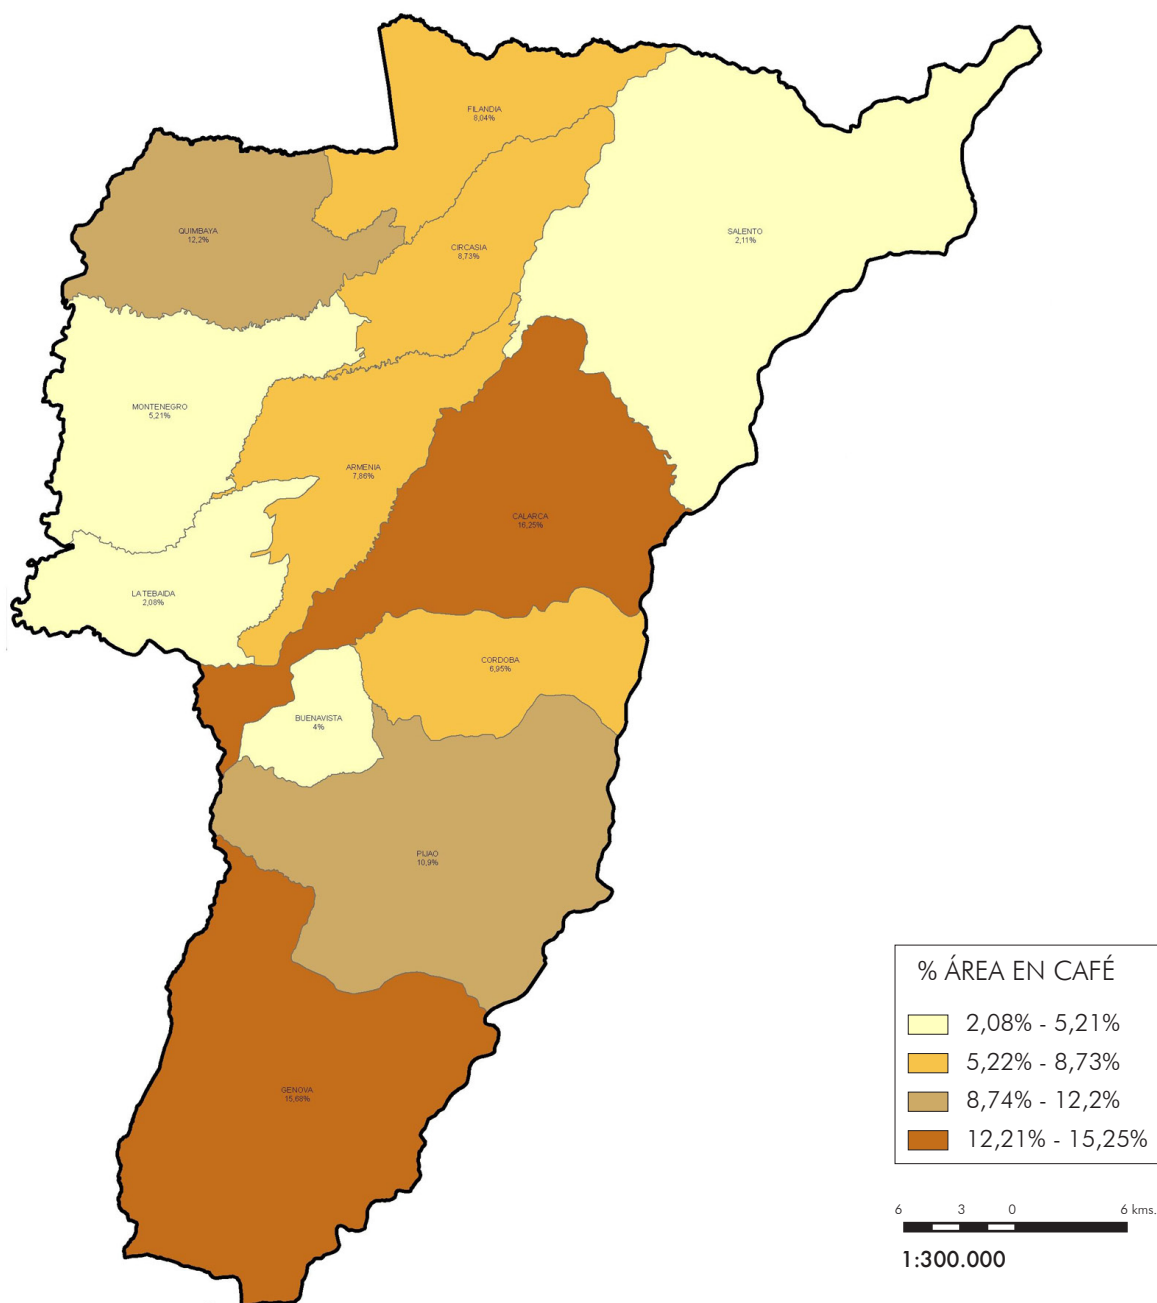 FILANDIA
8,04%
QUIMBAYA
12,2%
SALENTO
2,11%
CIRCASIA
8,73%
MONTENEGRO
5,21%
ARMENIA
7,86%
CALARCA
16,25%
LA TEBAIDA
2,08%
CORDOBA
6,95%
BUENAVISTA
4%
PIJAO
10,9%
GENOVA
15,68%
% ÁREA EN CAFÉ
2,08% - 5,21%
5,22% - 8,73%
8,74% - 12,2%
12,21% - 15,25%
6 3 0 6 kms.
1:300.000